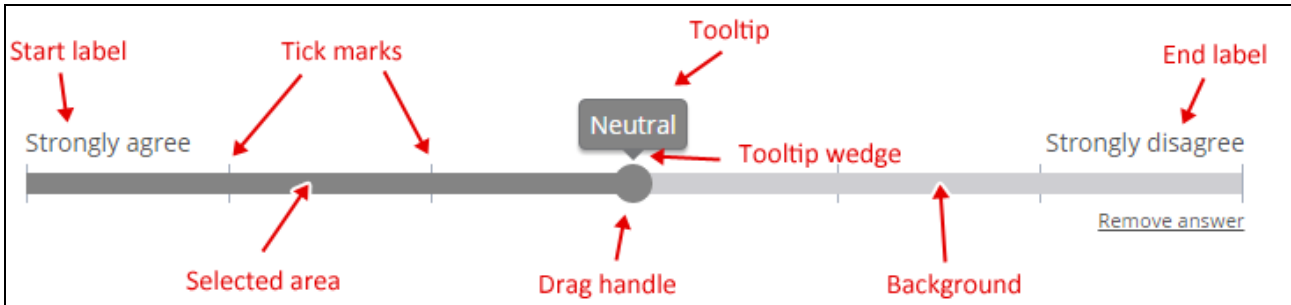 Tooltip
Start label
Tick marks
End label
Neutral
Strongly agree
Strongly disagree
Tooltip wedge
Remove answer
Selected area
Drag handle
Background